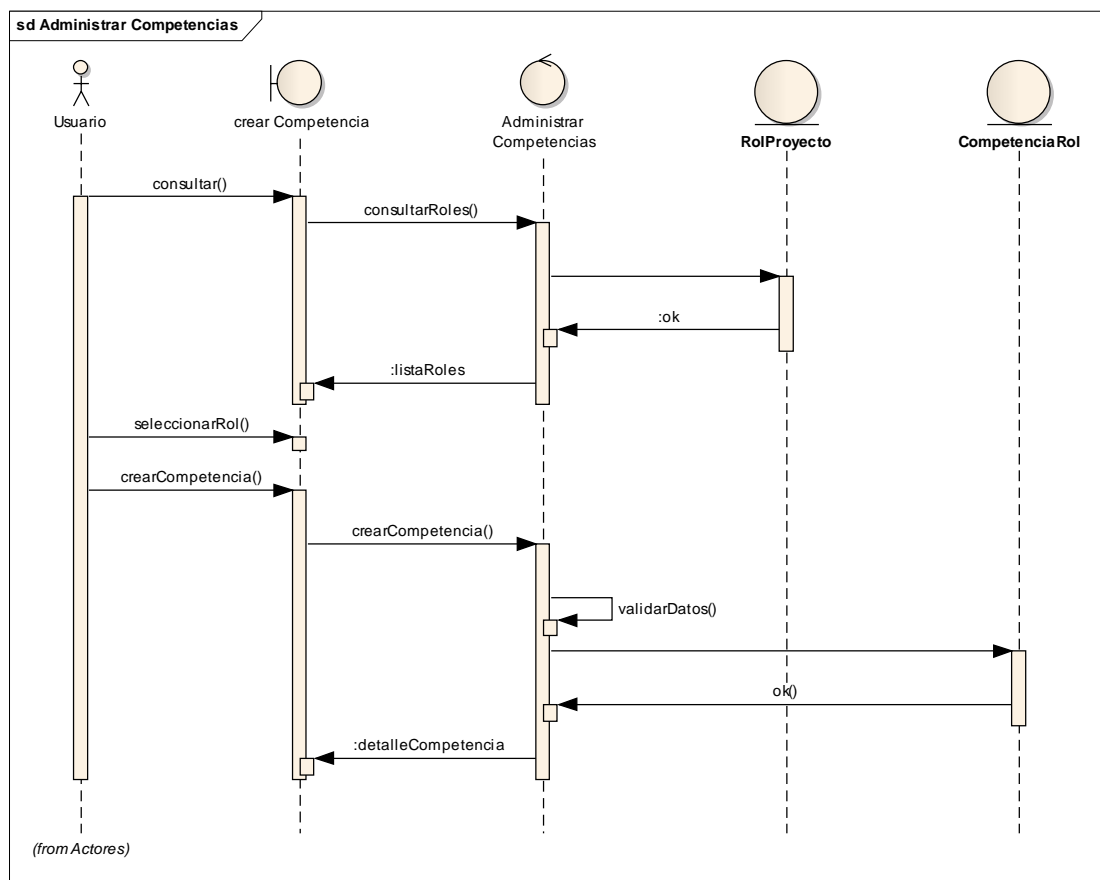 sd Administrar Competencias
Usuario
crear Competencia
Administrar
Competencias
RolProyecto
CompetenciaRol
consultar()
consultarRoles()
:ok
:listaRoles
seleccionarRol()
crearCompetencia()
crearCompetencia()
validarDatos()
ok()
:detalleCompetencia
(from Actores)